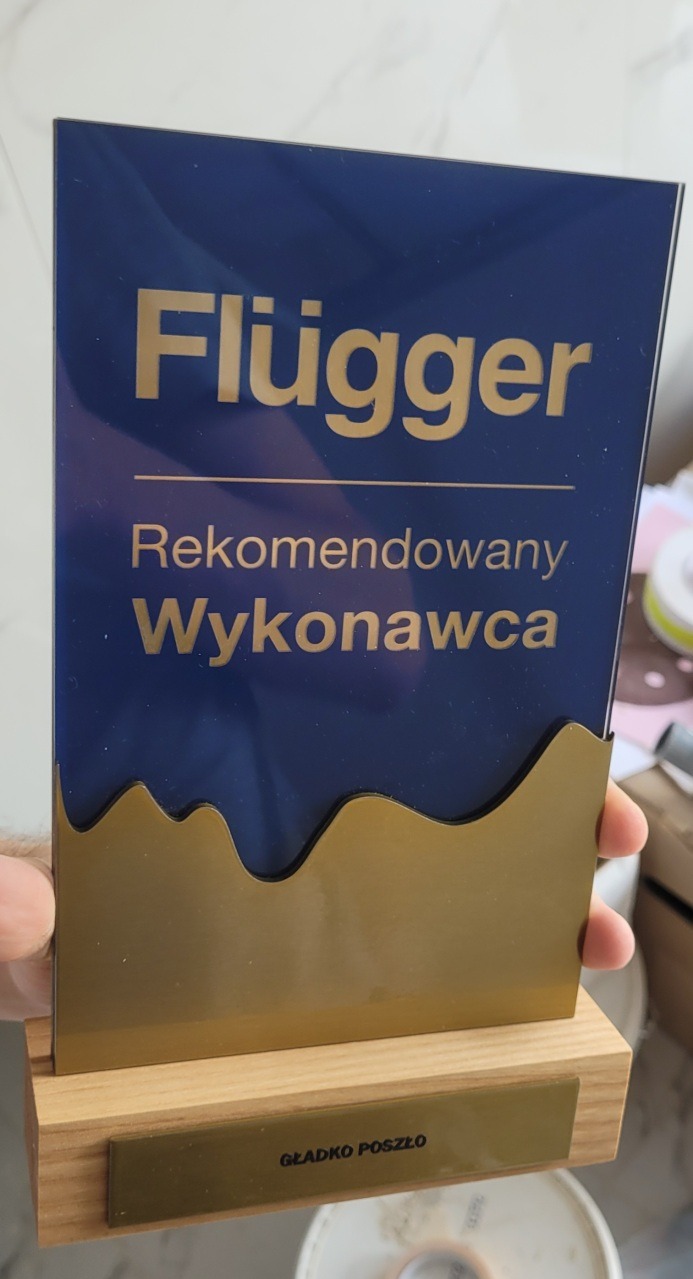 Flügger
Rekomendowany
Wykonawca
GŁADKO POSZŁO